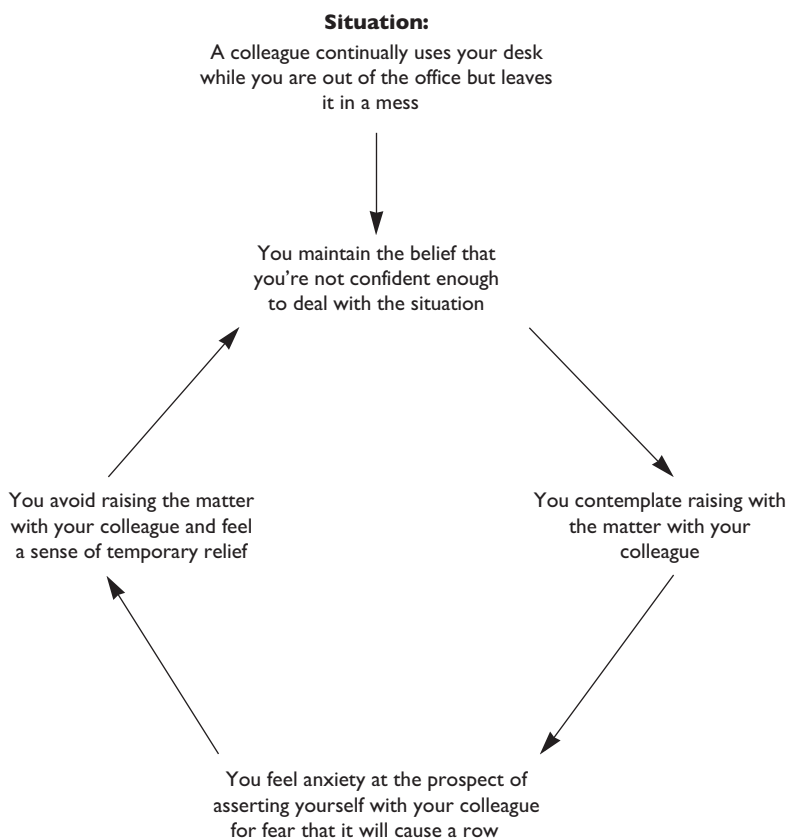 Situation:
A colleague continually uses your desk
while you are out of the office but leaves
it in a mess
You maintain the belief that
you're not confident enough
to deal with the situation
You avoid raising the matter
with your colleague and feel
a sense of temporary relief
You contemplate raising with
the matter with your
colleague
You feel anxiety at the prospect of
asserting yourself with your colleague
for fear that it will cause a row